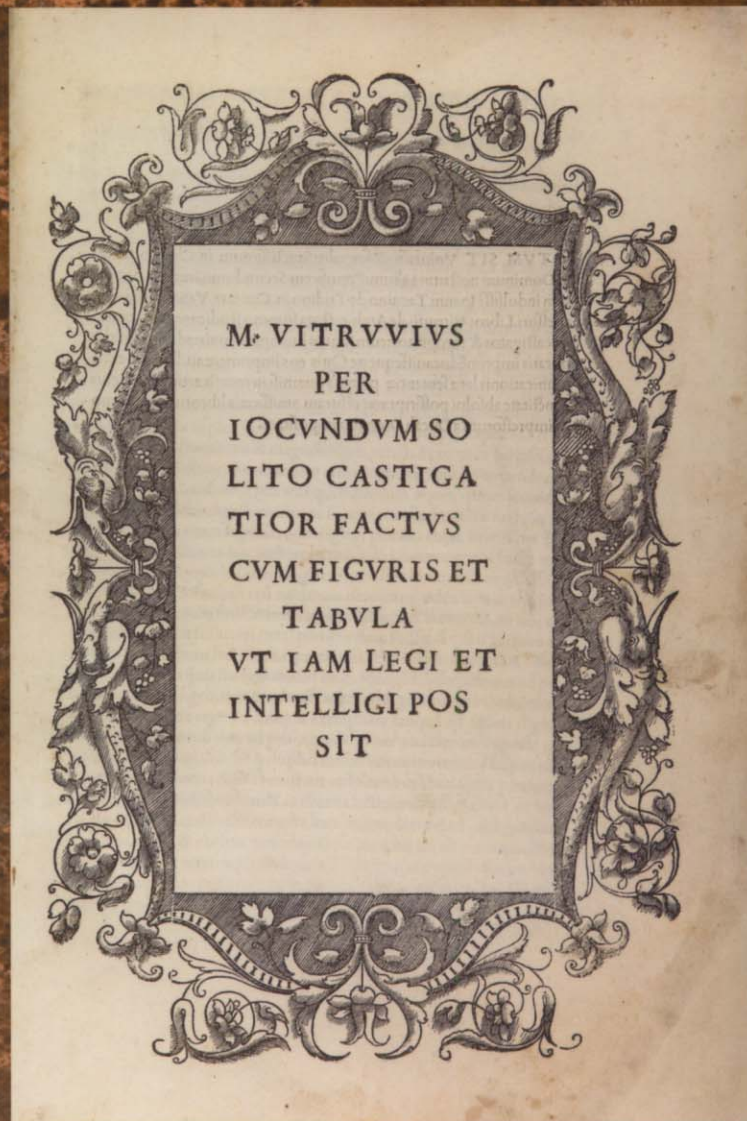 M. VITRVVIVS
PER
IOCVNDVM SO
LITO CASTIGA
TIOR FACTVS
CVM FIGVRIS ET
TABVLA
VT IAM LEGI ET
INTELLIGI POS
SIT